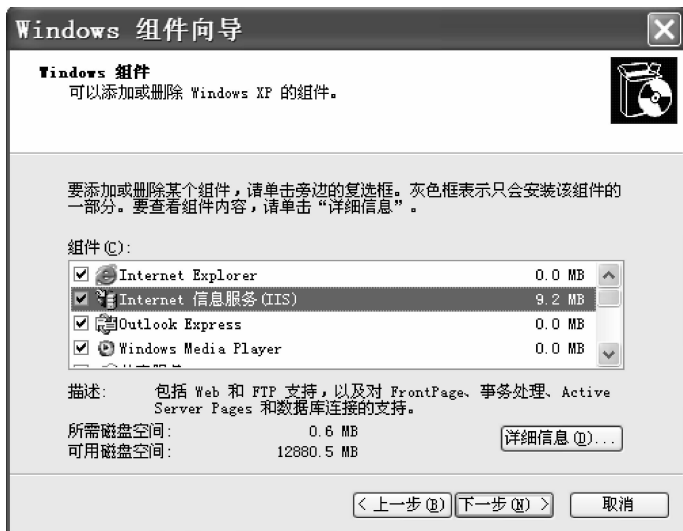 Windows 组件向导
Windows 组件
可以添加或删除 Windows XP 的组件。
要添加或删除某个组件，请单击旁边的复选框。灰色框表示只会安装该组件的
一部分。要查看组件内容，请单击“详细信息”。
组件(C):
Internet Explorer 0.0 MB
Internet 信息服务(IIS) 9.2 MB
Outlook Express 0.0 MB
Windows Media Player 0.0 MB
描述: 包括 Web 和 FTP 支持，以及对 FrontPage、事务处理、Active
Server Pages 和数据库连接的支持。
所需磁盘空间: 0.6 MB
可用磁盘空间: 12880.5 MB
详细信息(D)...
< 上一步(B) 下一步(N) > 取消